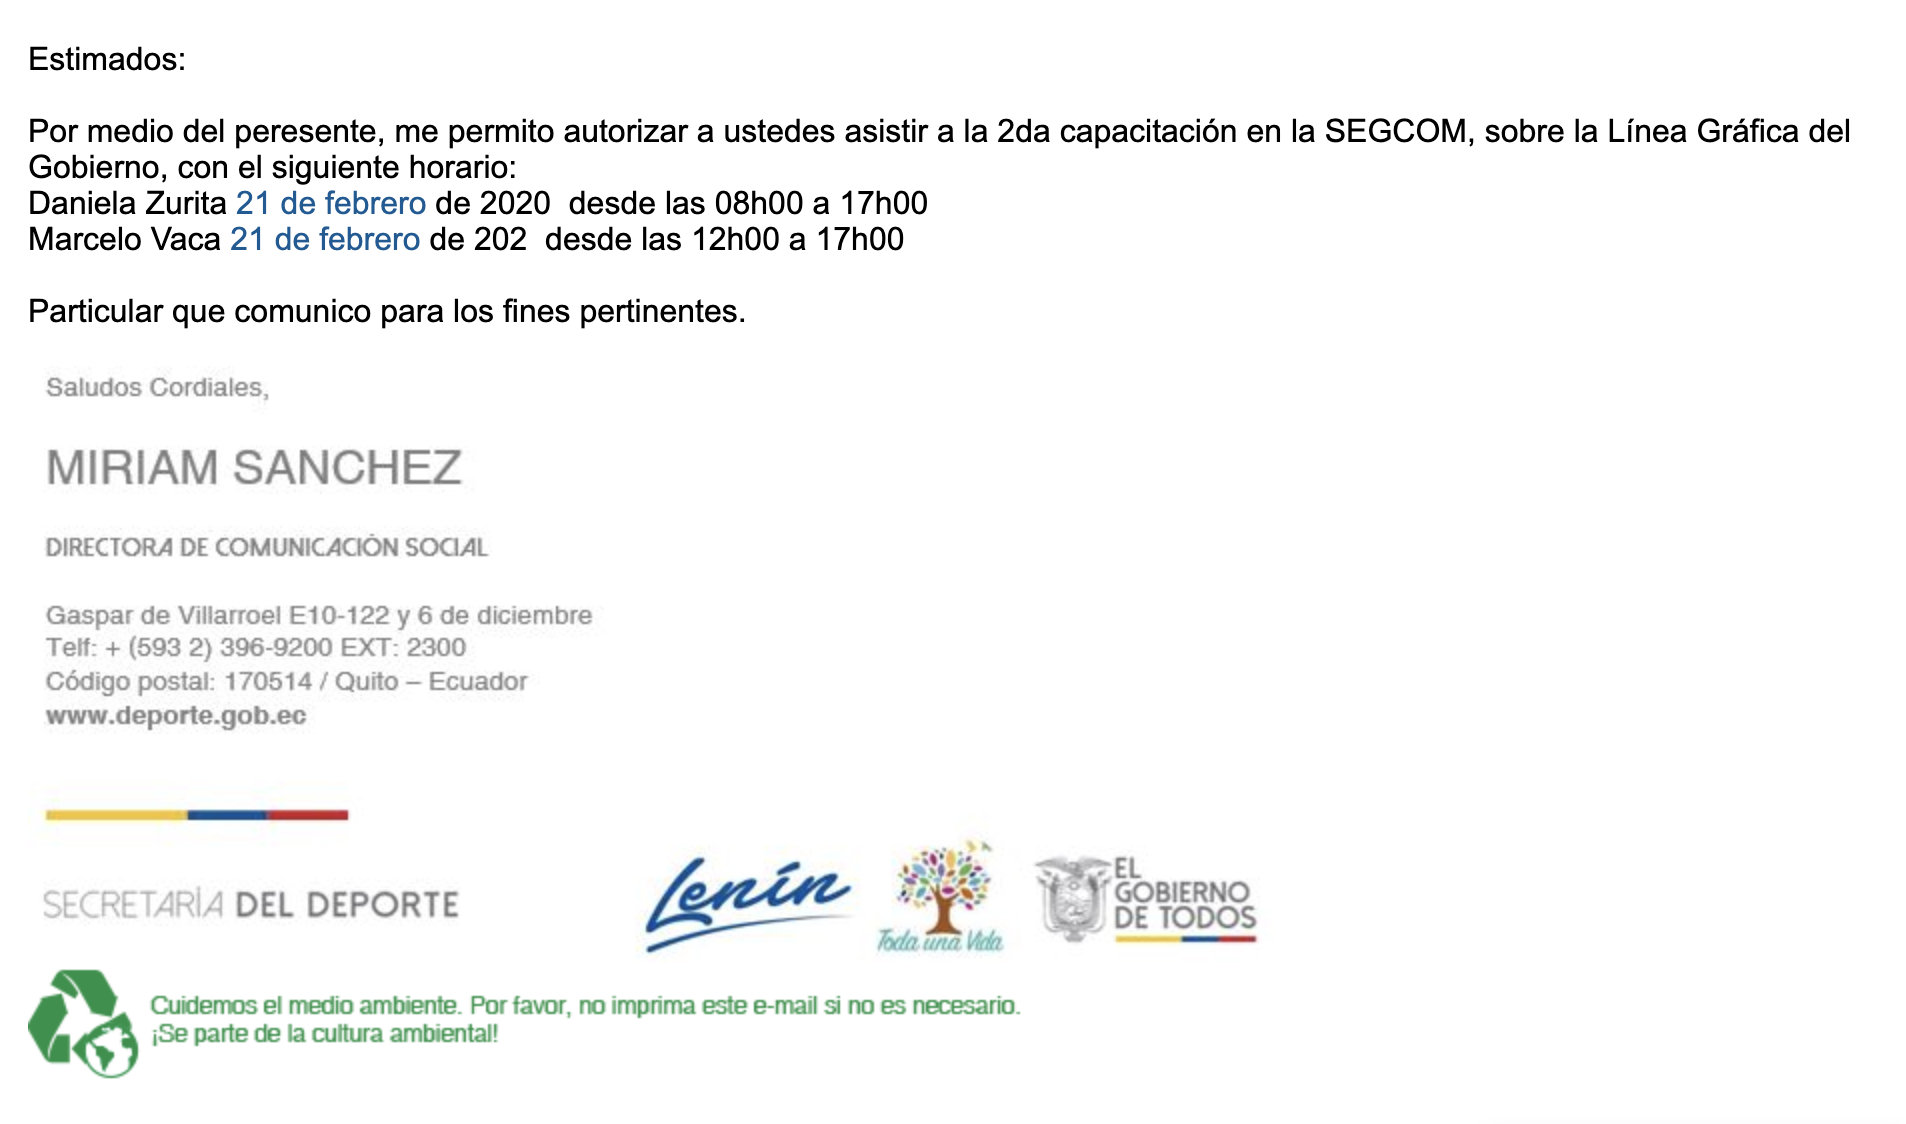 Estimados:
Por medio del peresente, me permito autorizar a ustedes asistir a la 2da capacitación en la SEGCOM, sobre la Línea Gráfica del
Gobierno, con el siguiente horario:
Daniela Zurita 21 de febrero de 2020  desde las 08h00 a 17h00
Marcelo Vaca 21 de febrero de 202  desde las 12h00 a 17h00
Particular que comunico para los fines pertinentes.
Saludos Cordiales,
MIRIAM SANCHEZ
DIRECTORA DE COMUNICACIÓN SOCIAL
Gaspar de Villarroel E10-122 y 6 de diciembre
Telf: + (593 2) 396-9200 EXT: 2300
Código postal: 170514 / Quito – Ecuador
www.deporte.gob.ec
SECRETARÌA DEL DEPORTE
Lenín
Toda una Vida
EL
GOBIERNO
DE TODOS
Cuidemos el medio ambiente. Por favor, no imprima este e-mail si no es necesario.
¡Se parte de la cultura ambiental!